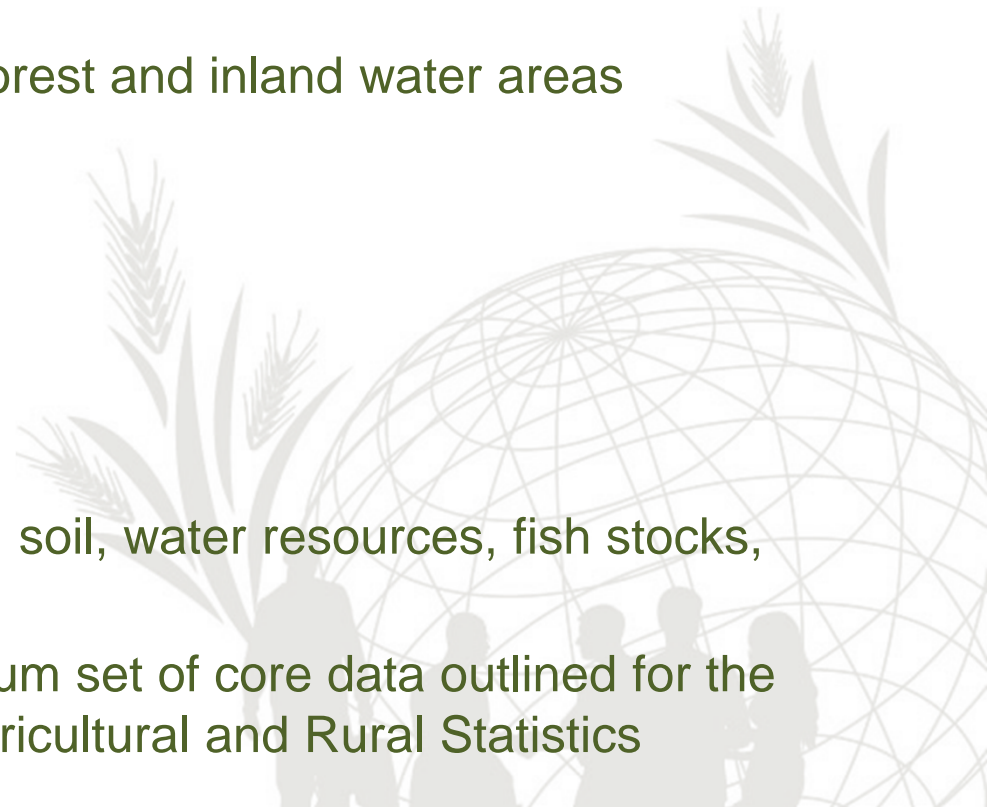 orest and inland water areas
soil, water resources, fish stocks,
um set of core data outlined for the
ricultural and Rural Statistics